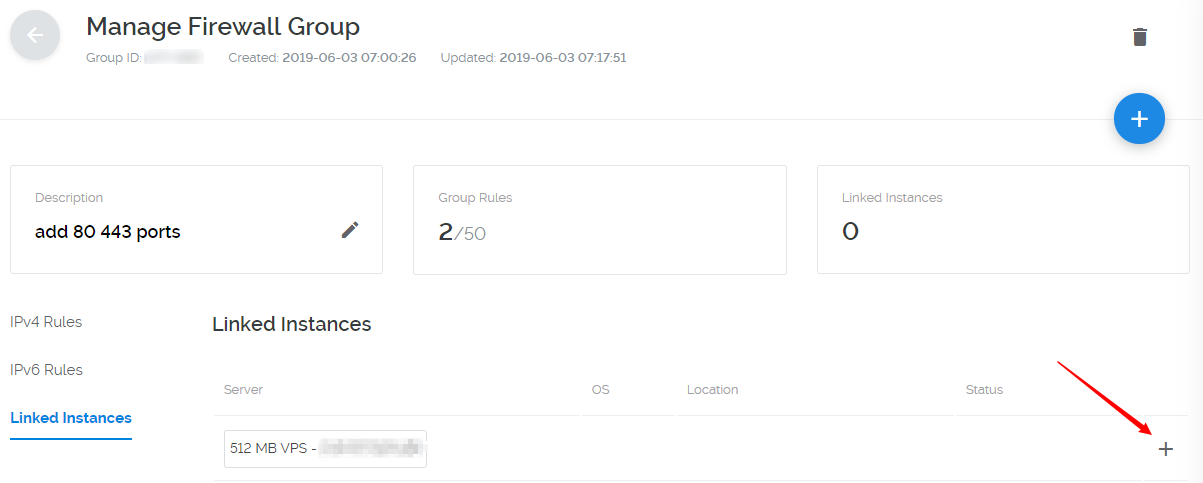 Manage Firewall Group
Group ID: Created: 2019-06-03 07:00:26 Updated: 2019-06-03 07:17:51
Description
add 80 443 ports
Group Rules
2/50
Linked Instances
0
IPv4 Rules
IPv6 Rules
Linked Instances
Linked Instances
Server OS Location Status
512 MB VPS -